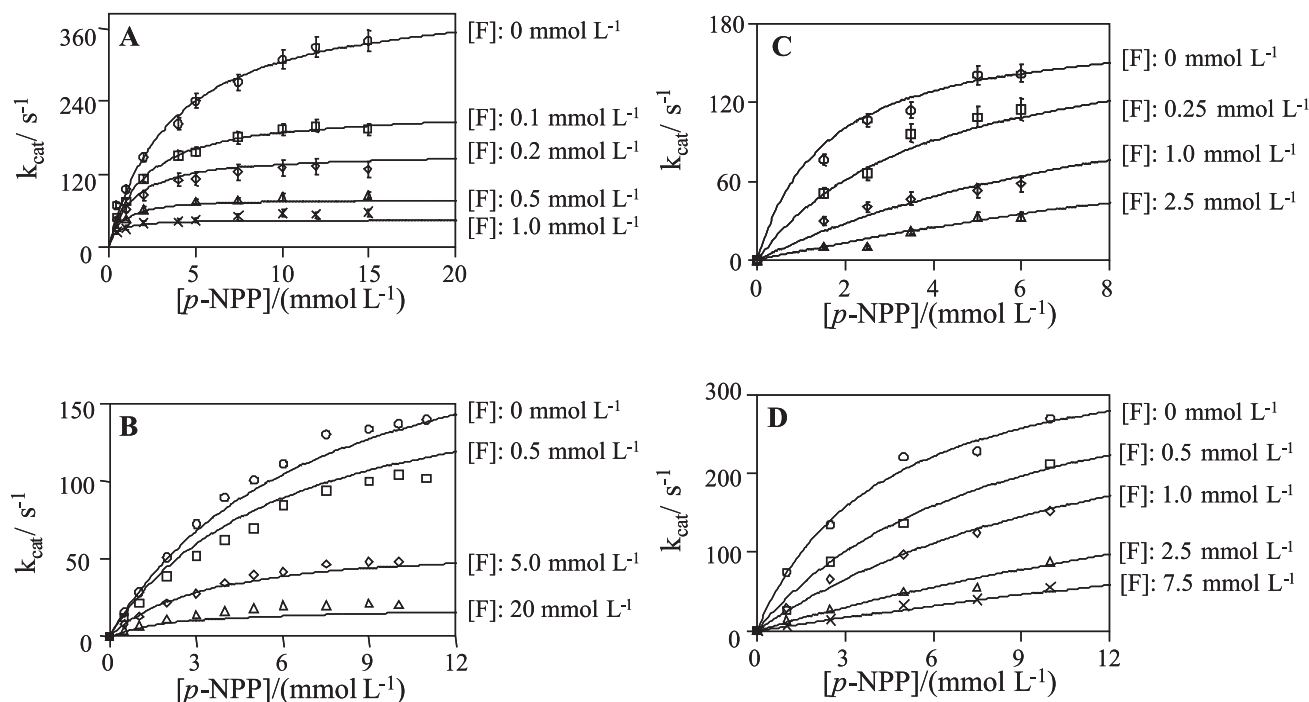 A
k_cat/ s⁻¹
360
240
120
0
0 5 10 15 20
[p-NPP]/(mmol L⁻¹)
[F]: 0 mmol L⁻¹
[F]: 0.1 mmol L⁻¹
[F]: 0.2 mmol L⁻¹
[F]: 0.5 mmol L⁻¹
[F]: 1.0 mmol L⁻¹
C
k_cat/ s⁻¹
180
120
60
0
0 2 4 6 8
[p-NPP]/(mmol L⁻¹)
[F]: 0 mmol L⁻¹
[F]: 0.25 mmol L⁻¹
[F]: 1.0 mmol L⁻¹
[F]: 2.5 mmol L⁻¹
B
k_cat/ s⁻¹
150
100
50
0
0 3 6 9 12
[p-NPP]/(mmol L⁻¹)
[F]: 0 mmol L⁻¹
[F]: 0.5 mmol L⁻¹
[F]: 5.0 mmol L⁻¹
[F]: 20 mmol L⁻¹
D
k_cat/ s⁻¹
300
200
100
0
0 3 6 9 12
[p-NPP]/(mmol L⁻¹)
[F]: 0 mmol L⁻¹
[F]: 0.5 mmol L⁻¹
[F]: 1.0 mmol L⁻¹
[F]: 2.5 mmol L⁻¹
[F]: 7.5 mmol L⁻¹